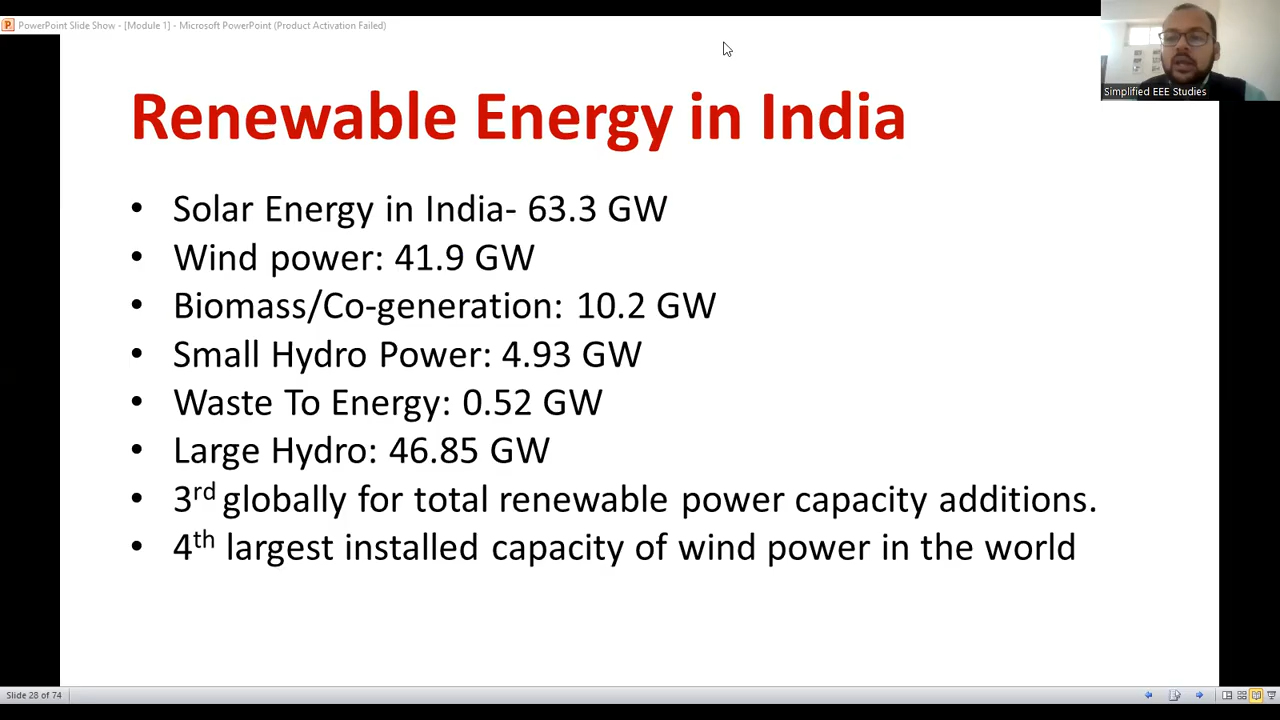 PowerPoint Slide Show - [Module 1] - Microsoft PowerPoint (Product Activation Failed)
Simplified EEE Studies
Renewable Energy in India
• Solar Energy in India- 63.3 GW
• Wind power: 41.9 GW
• Biomass/Co-generation: 10.2 GW
• Small Hydro Power: 4.93 GW
• Waste To Energy: 0.52 GW
• Large Hydro: 46.85 GW
• 3rd globally for total renewable power capacity additions.
• 4th largest installed capacity of wind power in the world
Slide 28 of 74